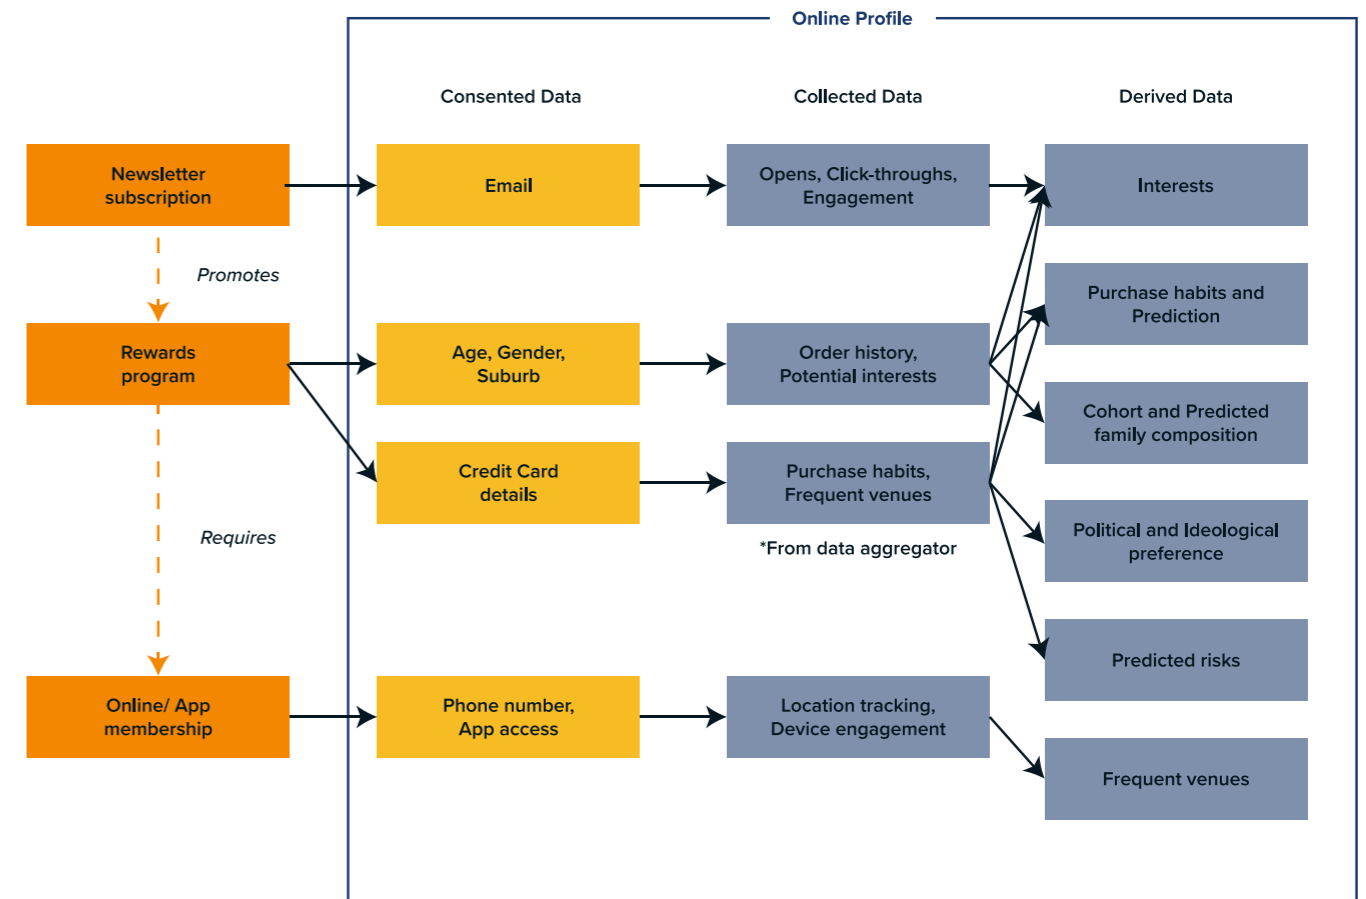 Online Profile
Consented Data
Collected Data
Derived Data
Newsletter
subscription
Email
Opens, Click-throughs,
Engagement
Interests
Promotes
Purchase habits and
Prediction
Rewards
program
Age, Gender,
Suburb
Order history,
Potential interests
Cohort and Predicted
family composition
Credit Card
details
Purchase habits,
Frequent venues
*From data aggregator
Requires
Political and Ideological
preference
Predicted risks
Online/ App
membership
Phone number,
App access
Location tracking,
Device engagement
Frequent venues